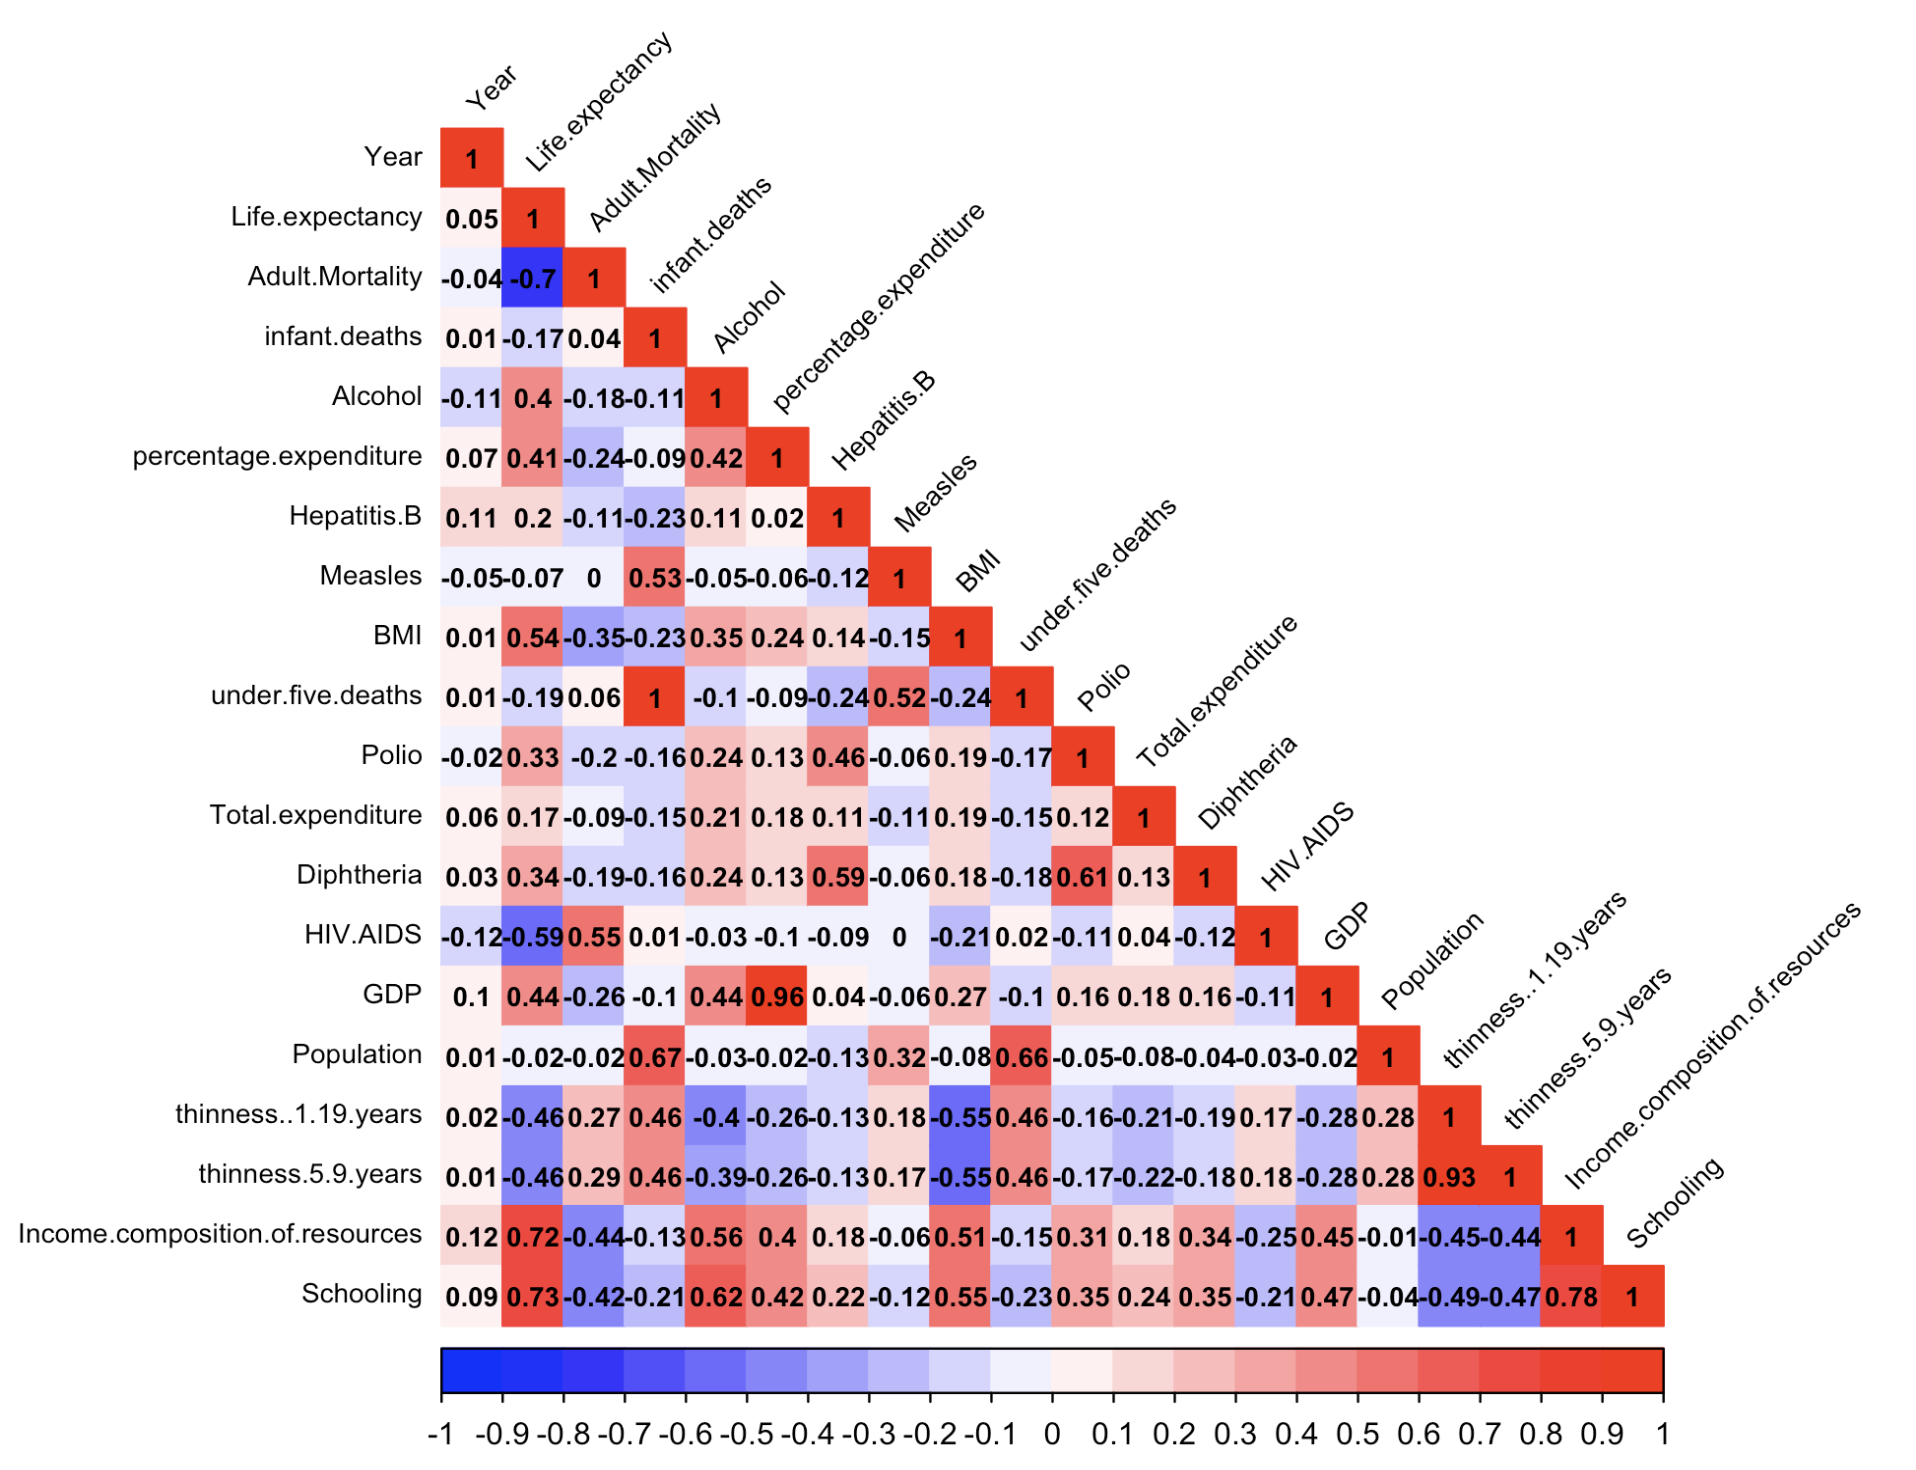 Year
Life.expectancy
Adult.Mortality
infant.deaths
Alcohol
percentage.expenditure
Hepatitis.B
Measles
BMI
under.five.deaths
Polio
Total.expenditure
Diphtheria
HIV.AIDS
GDP
Population
thinness..1.19.years
thinness.5.9.years
Income.composition.of.resources
Schooling
Year 1
Life.expectancy 0.05 1
Adult.Mortality -0.04 -0.7 1
infant.deaths 0.01 -0.17 0.04 1
Alcohol -0.11 0.4 -0.18 -0.11 1
percentage.expenditure 0.07 0.41 -0.24 -0.09 0.42 1
Hepatitis.B 0.11 0.2 -0.11 -0.23 0.11 0.02 1
Measles -0.05 -0.07 0 0.53 -0.05 -0.06 -0.12 1
BMI 0.01 0.54 -0.35 -0.23 0.35 0.24 0.14 -0.15 1
under.five.deaths 0.01 -0.19 0.06 1 -0.1 -0.09 -0.24 0.52 -0.24 1
Polio -0.02 0.33 -0.2 -0.16 0.24 0.13 0.46 -0.06 0.19 -0.17 1
Total.expenditure 0.06 0.17 -0.09 -0.15 0.21 0.18 0.11 -0.11 0.19 -0.15 0.12 1
Diphtheria 0.03 0.34 -0.19 -0.16 0.24 0.13 0.59 -0.06 0.18 -0.18 0.61 0.13 1
HIV.AIDS -0.12 -0.59 0.55 0.01 -0.03 -0.1 -0.09 0 -0.21 0.02 -0.11 0.04 -0.12 1
GDP 0.1 0.44 -0.26 -0.1 0.44 0.96 0.04 -0.06 0.27 -0.1 0.16 0.18 0.16 -0.11 1
Population 0.01 -0.02 -0.02 0.67 -0.03 -0.02 -0.13 0.32 -0.08 0.66 -0.05 -0.08 -0.04 -0.03 -0.02 1
thinness..1.19.years 0.02 -0.46 0.27 0.46 -0.4 -0.26 -0.13 0.18 -0.55 0.46 -0.16 -0.21 -0.19 0.17 -0.28 0.28 1
thinness.5.9.years 0.01 -0.46 0.29 0.46 -0.39 -0.26 -0.13 0.17 -0.55 0.46 -0.17 -0.22 -0.18 0.18 -0.28 0.28 0.93 1
Income.composition.of.resources 0.12 0.72 -0.44 -0.13 0.56 0.4 0.18 -0.06 0.51 -0.15 0.31 0.18 0.34 -0.25 0.45 -0.01 -0.45 -0.44 1
Schooling 0.09 0.73 -0.42 -0.21 0.62 0.42 0.22 -0.12 0.55 -0.23 0.35 0.24 0.35 -0.21 0.47 -0.04 -0.49 -0.47 0.78 1
-1 -0.9 -0.8 -0.7 -0.6 -0.5 -0.4 -0.3 -0.2 -0.1 0 0.1 0.2 0.3 0.4 0.5 0.6 0.7 0.8 0.9 1